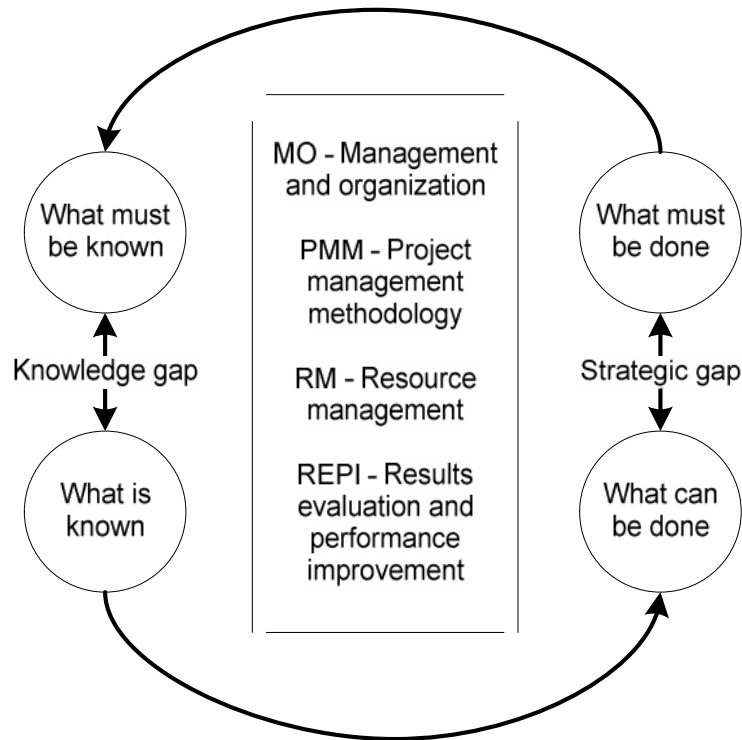 What must
be known
Knowledge gap
What is
known
MO - Management
and organization
PMM - Project
management
methodology
RM - Resource
management
REPI - Results
evaluation and
performance
improvement
What must
be done
Strategic gap
What can
be done